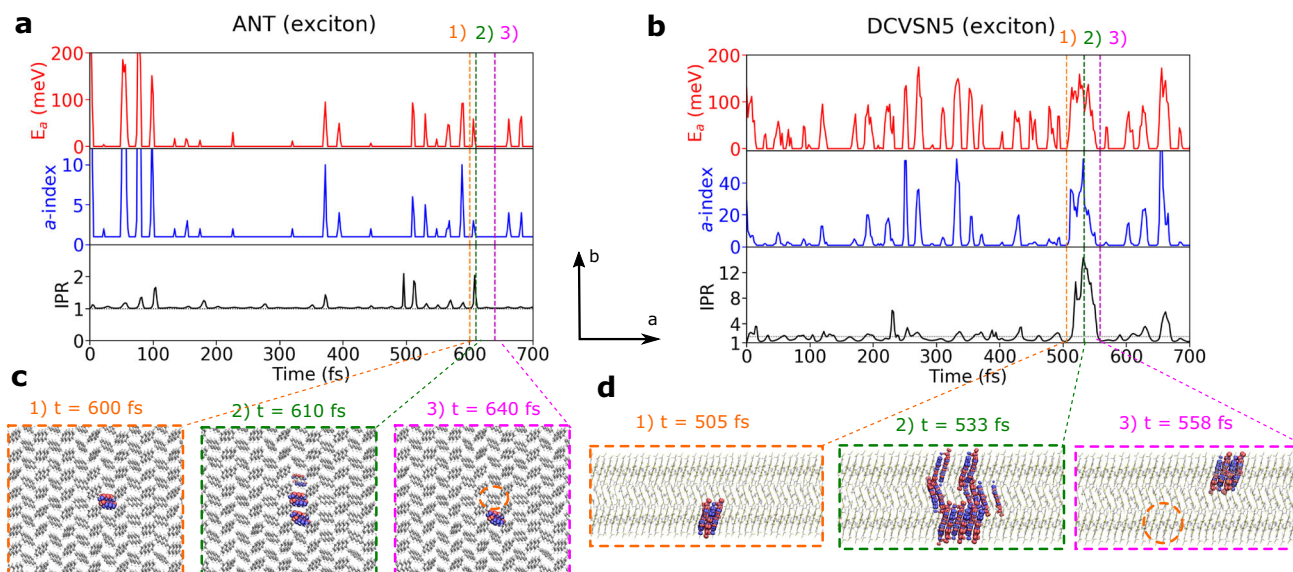 a
ANT (exciton)
1) 2) 3)
200
100
0
E_a (meV)
10
5
0
a-index
2
1
0
IPR
0 100 200 300 400 500 600 700
Time (fs)
b
a
b
DCVSN5 (exciton)
1) 2) 3)
200
100
0
E_a (meV)
40
20
0
a-index
12
8
4
1
IPR
0 100 200 300 400 500 600 700
Time (fs)
c
1) t = 600 fs
2) t = 610 fs
3) t = 640 fs
d
1) t = 505 fs
2) t = 533 fs
3) t = 558 fs